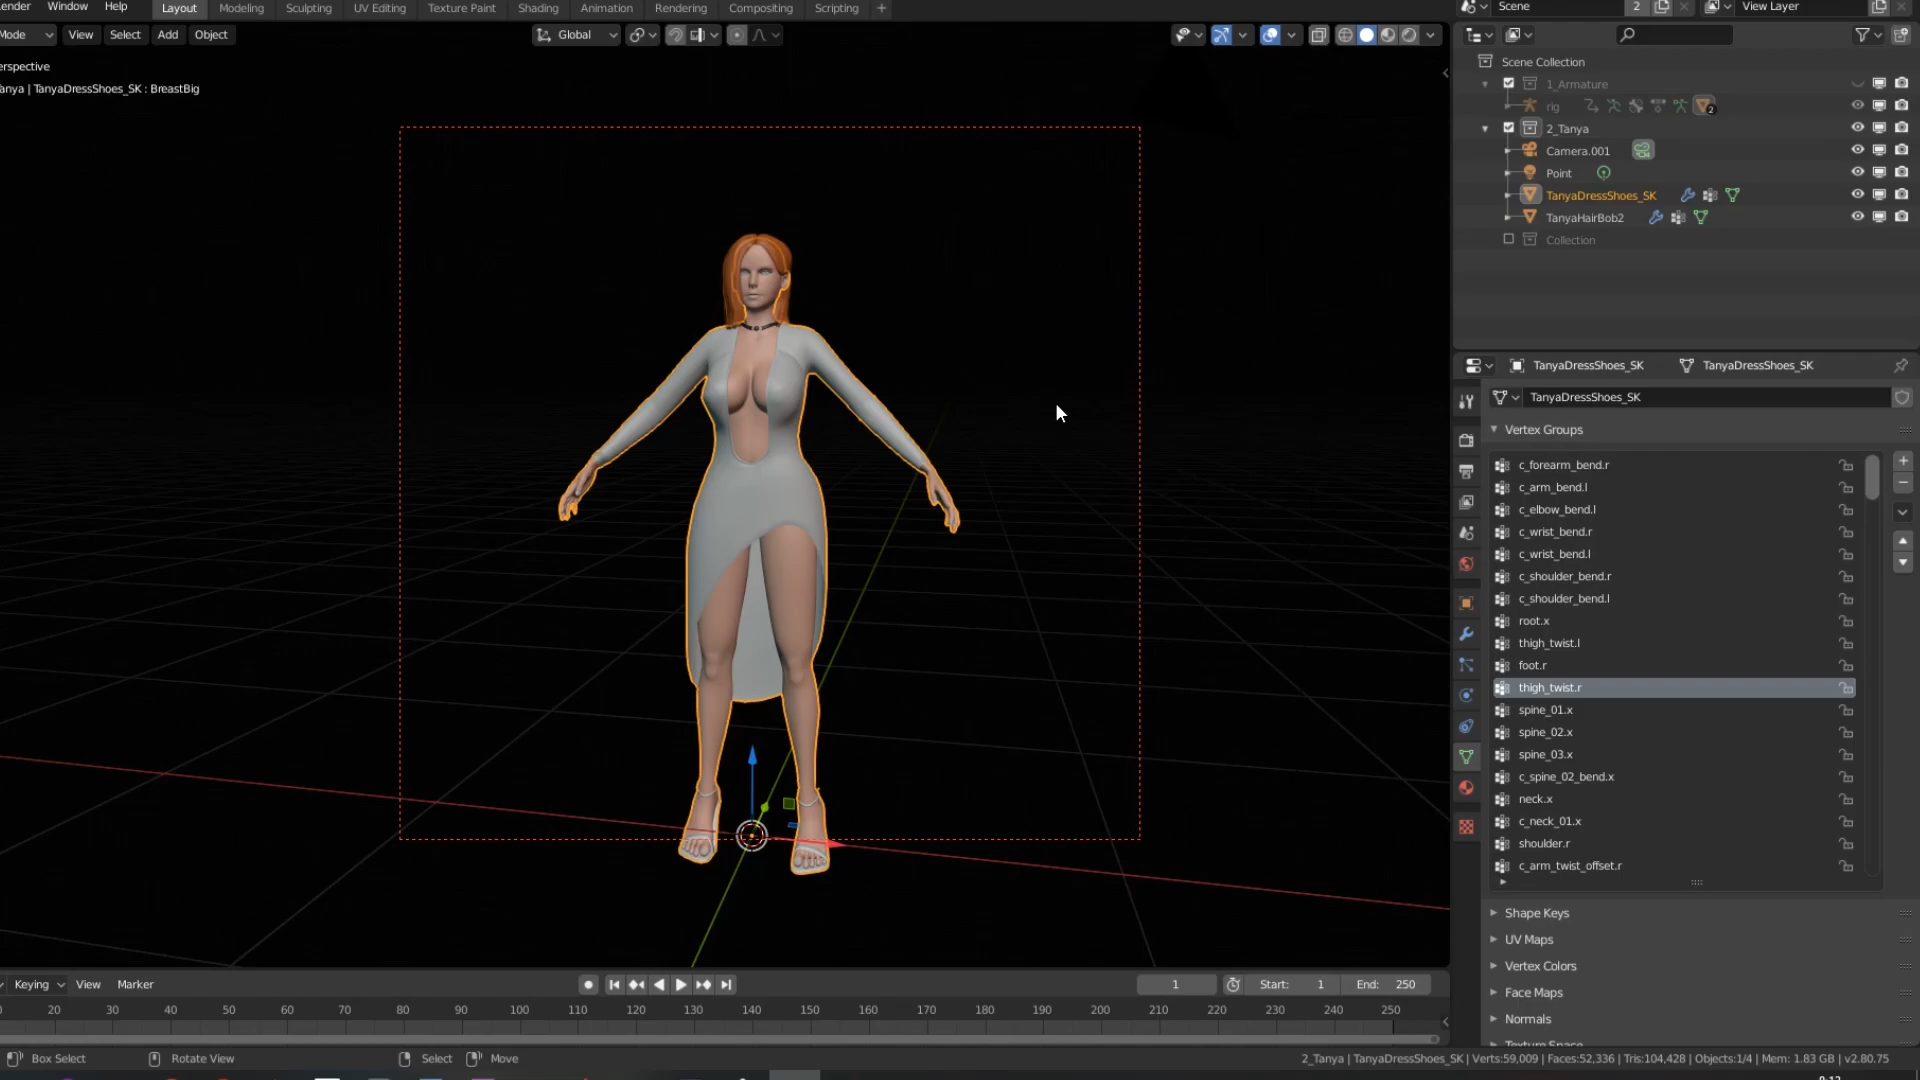 ender Window Help Layout Modeling Sculpting UV Editing Texture Paint Shading Animation Rendering Compositing Scripting + Scene 2 View Layer
Mode View Select Add Object Global
erspective
anya | TanyaDressShoes_SK : BreastBig
Scene Collection
1_Armature
rig 2
2_Tanya
Camera.001
Point
TanyaDressShoes_SK
TanyaHairBob2
Collection
TanyaDressShoes_SK TanyaDressShoes_SK
TanyaDressShoes_SK
Vertex Groups
c_forearm_bend.r
c_arm_bend.l
c_elbow_bend.l
c_wrist_bend.r
c_wrist_bend.l
c_shoulder_bend.r
c_shoulder_bend.l
root.x
thigh_twist.l
foot.r
thigh_twist.r
spine_01.x
spine_02.x
spine_03.x
c_spine_02_bend.x
neck.x
c_neck_01.x
shoulder.r
c_arm_twist_offset.r
Shape Keys
UV Maps
Vertex Colors
Face Maps
Normals
Keying View Marker 1 Start: 1 End: 250
20 30 40 50 60 70 80 90 100 110 120 130 140 150 160 170 180 190 200 210 220 230 240 250
Box Select Rotate View Select Move 2_Tanya | TanyaDressShoes_SK | Verts:59,009 | Faces:52,336 | Tris:104,428 | Objects:1/4 | Mem: 1.83 GB | v2.80.75